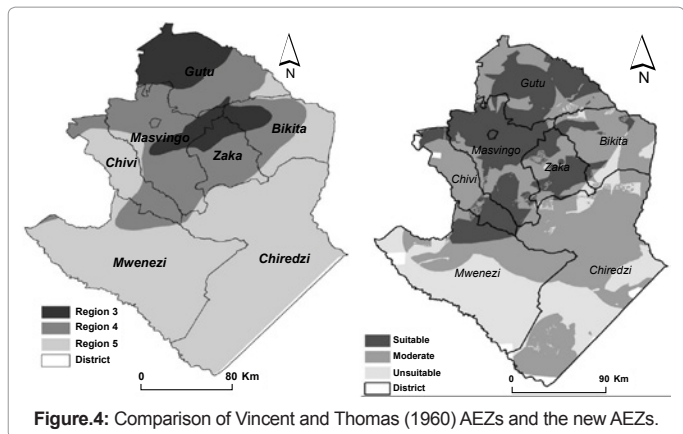 Gutu
N
Masvingo
Bikita
Chivi
Zaka
Mwenezi
Chiredzi
Region 3
Region 4
Region 5
District
0 80 Km
N
Gutu
Masvingo
Bikita
Zaka
Chivi
Mwenezi
Chiredzi
Suitable
Moderate
Unsuitable
District
0 90 Km
Figure.4: Comparison of Vincent and Thomas (1960) AEZs and the new AEZs.